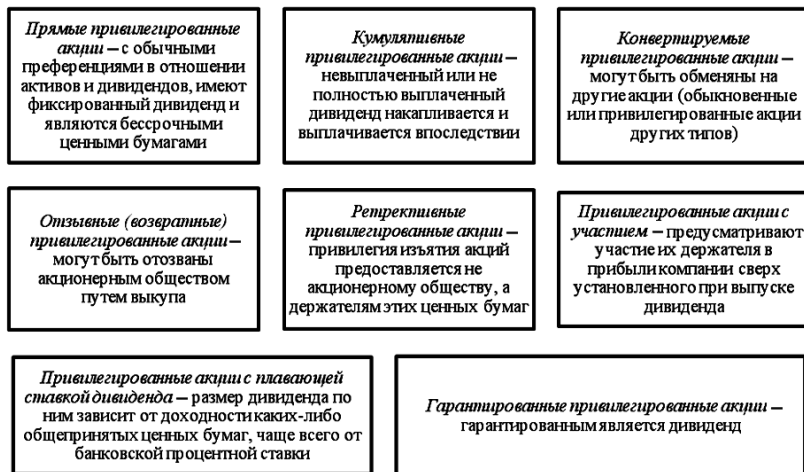 Прямые привилегированные
акции – с обычными
преференциями в отношении
активов и дивидендов, имеют
фиксированный дивиденд и
являются бессрочными
ценными бумагами
Кумулятивные
привилегированные акции –
невыплаченный или не
полностью выплаченный
дивиденд накапливается и
выплачивается впоследствии
Конвертируемые
привилегированные акции –
могут быть обменяны на
другие акции (обыкновенные
или привилегированные акции
других типов)
Отзывные (возвратные)
привилегированные акции –
могут быть отозваны
акционерным обществом
путем выкупа
Ретрективные
привилегированные акции –
привилегия изъятия акций
предоставляется не
акционерному обществу, а
держателям этих ценных бумаг
Привилегированные акции с
участием – предусматривают
участие их держателя в
прибыли компании сверх
установленного при выпуске
дивиденда
Привилегированные акции с плавающей
ставкой дивиденда – размер дивиденда по
ним зависит от доходности каких-либо
общепринятых ценных бумаг, чаще всего от
банковской процентной ставки
Гарантированные привилегированные акции –
гарантированным является дивиденд